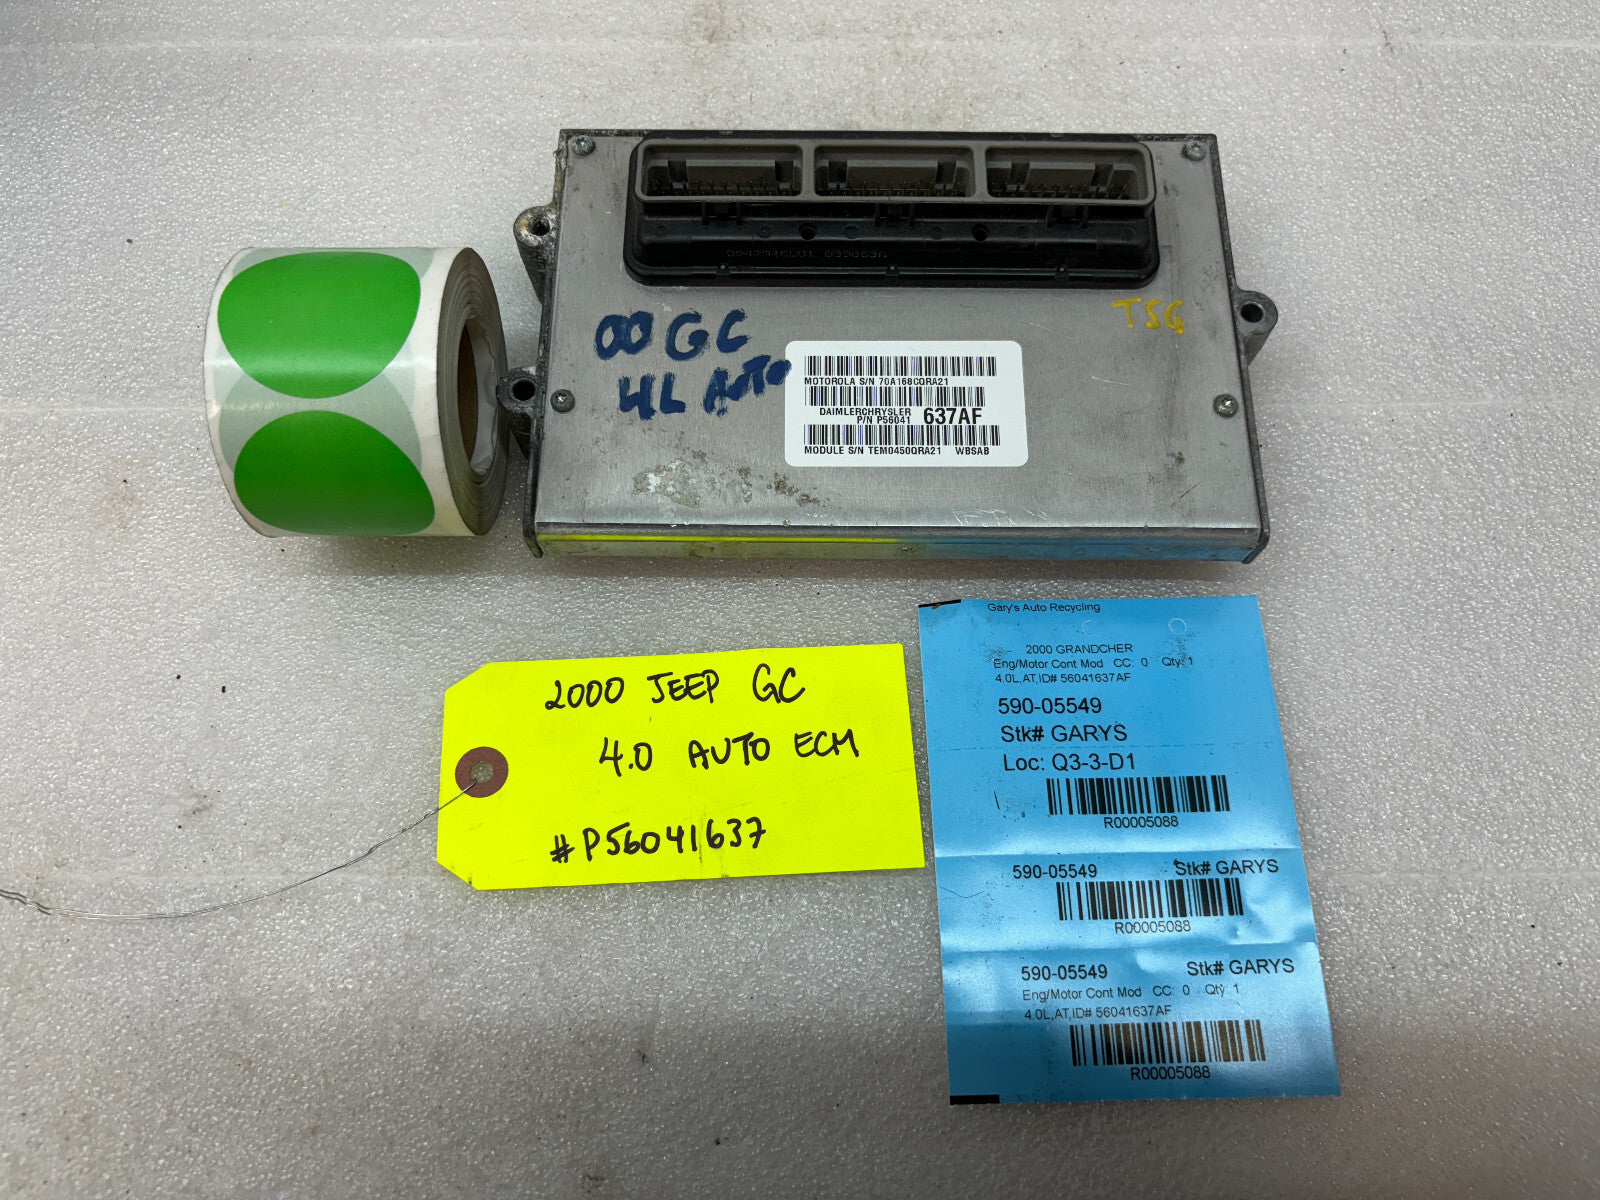 00 GC
4L AUTO
TSG
MOTOROLA S/N 70A168CQRA21
DAIMLERCHRYSLER
P/N P56041 637AF
MODULE S/N TEM0450QRA21 WBSAB
2000 JEEP GC
4.0 AUTO ECM
#P56041637
Gary's Auto Recycling
2000 GRANDCHER
Eng/Motor Cont Mod CC: 0 Qty: 1
4.0L,AT,ID# 56041637AF
590-05549
Stk# GARYS
Loc: Q3-3-D1
R00005088
590-05549 Stk# GARYS
R00005088
590-05549 Stk# GARYS
Eng/Motor Cont Mod CC: 0 Qty: 1
4.0L,AT,ID# 56041637AF
R00005088